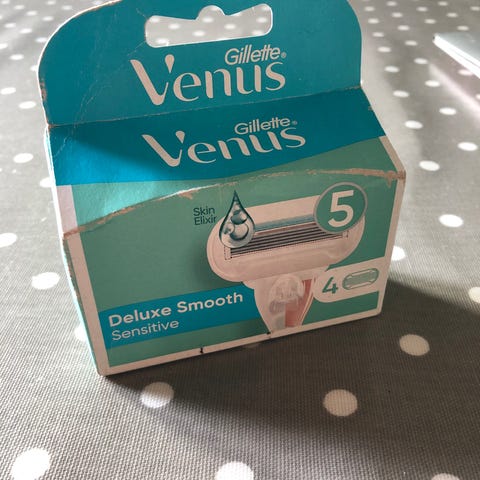 Gillette®
Venus
Gillette®
Venus
Skin
Elixir
5
4
Deluxe Smooth
Sensitive